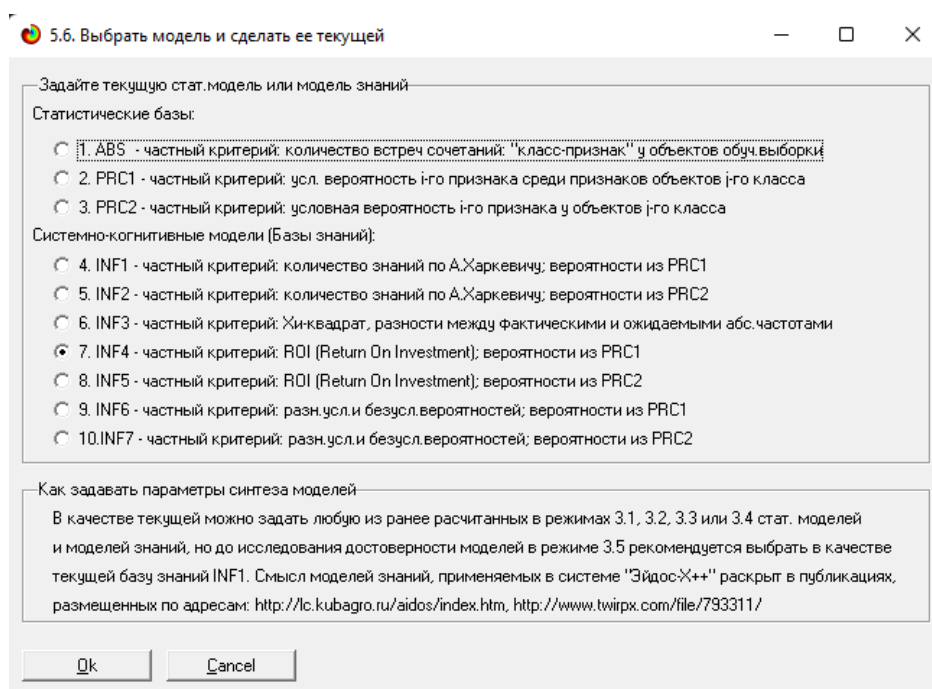 5.6. Выбрать модель и сделать ее текущей
Задайте текущую стат.модель или модель знаний
Статистические базы:
1. ABS - частный критерий: количество встреч сочетаний: "класс-признак" у объектов обуч.выборки
2. PRC1 - частный критерий: усл. вероятность i-го признака среди признаков объектов j-го класса
3. PRC2 - частный критерий: условная вероятность i-го признака у объектов j-го класса
Системно-когнитивные модели (Базы знаний):
4. INF1 - частный критерий: количество знаний по А.Харкевичу; вероятности из PRC1
5. INF2 - частный критерий: количество знаний по А.Харкевичу; вероятности из PRC2
6. INF3 - частный критерий: Хи-квадрат, разности между фактическими и ожидаемыми абс.частотами
7. INF4 - частный критерий: ROI (Return On Investment); вероятности из PRC1
8. INF5 - частный критерий: ROI (Return On Investment); вероятности из PRC2
9. INF6 - частный критерий: разн.усл.и безусл.вероятностей; вероятности из PRC1
10.INF7 - частный критерий: разн.усл.и безусл.вероятностей; вероятности из PRC2
Как задавать параметры синтеза моделей
В качестве текущей можно задать любую из ранее расчитанных в режимах 3.1, 3.2, 3.3 или 3.4 стат. моделей
и моделей знаний, но до исследования достоверности моделей в режиме 3.5 рекомендуется выбрать в качестве
текущей базу знаний INF1. Смысл моделей знаний, применяемых в системе "Эйдос-X++" раскрыт в публикациях,
размещенных по адресам: http://lc.kubagro.ru/aidos/index.htm, http://www.twirpx.com/file/793311/
Ok
Cancel